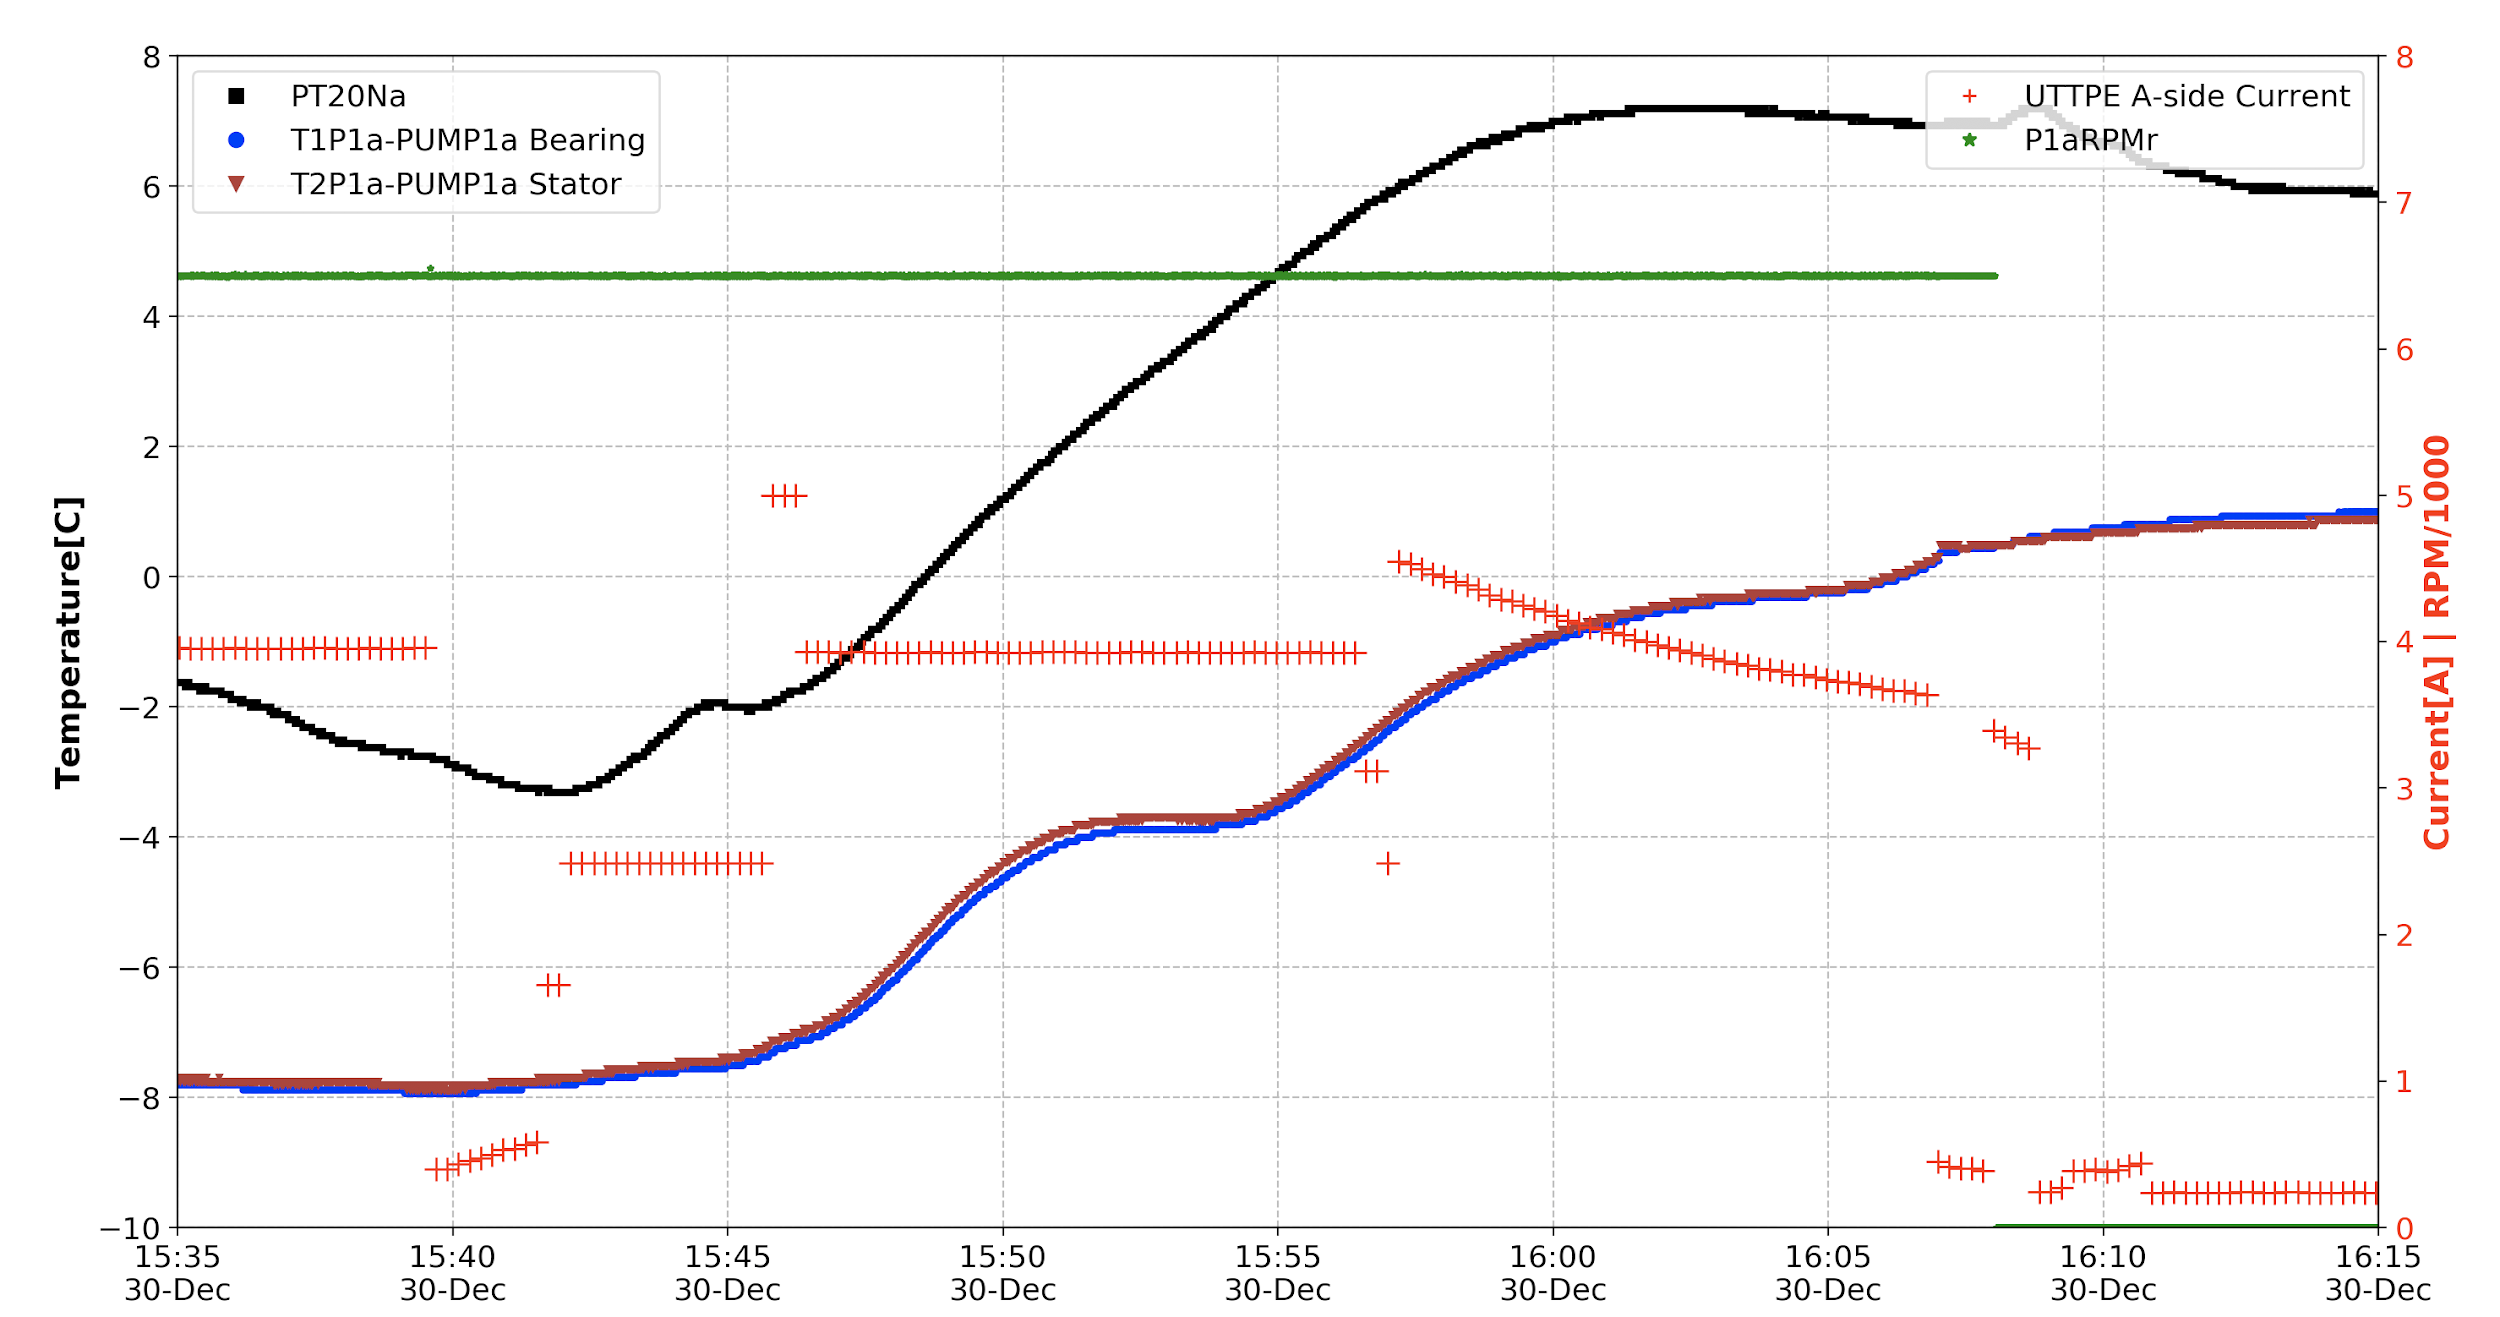 PT20Na
T1P1a-PUMP1a Bearing
T2P1a-PUMP1a Stator
UTTPE A-side Current
P1aRPMr
8
6
4
2
0
−2
−4
−6
−8
−10
Temperature[C]
8
7
6
5
4
3
2
1
0
Current[A] | RPM/1000
15:35
30-Dec
15:40
30-Dec
15:45
30-Dec
15:50
30-Dec
15:55
30-Dec
16:00
30-Dec
16:05
30-Dec
16:10
30-Dec
16:15
30-Dec